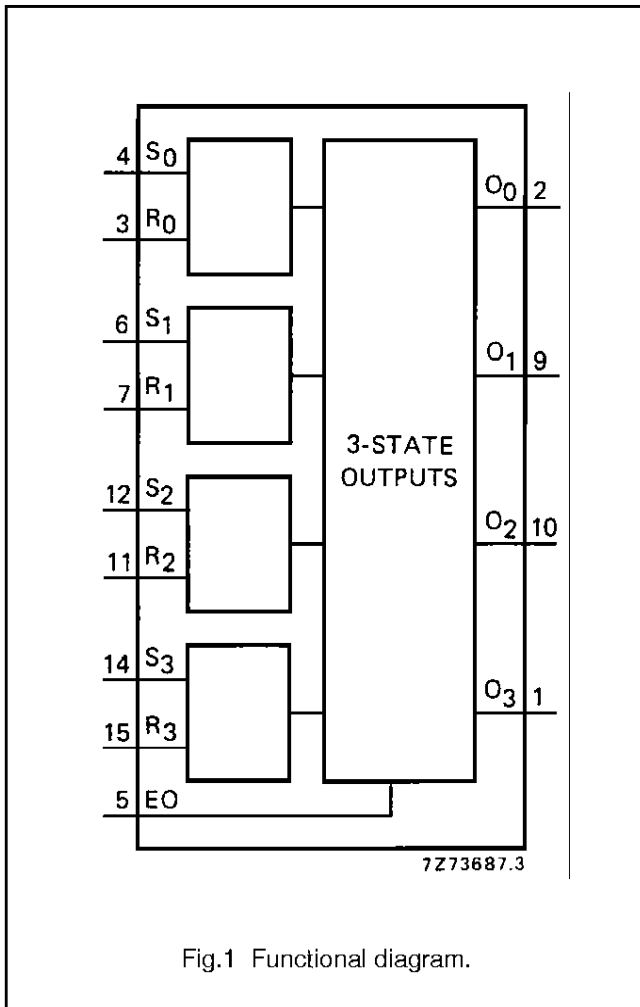 4 S0
O0 2
3 R0
6 S1
O1 9
7 R1
3-STATE
OUTPUTS
12 S2
O2 10
11 R2
14 S3
O3 1
15 R3
5 EO
7Z73687.3
Fig.1 Functional diagram.